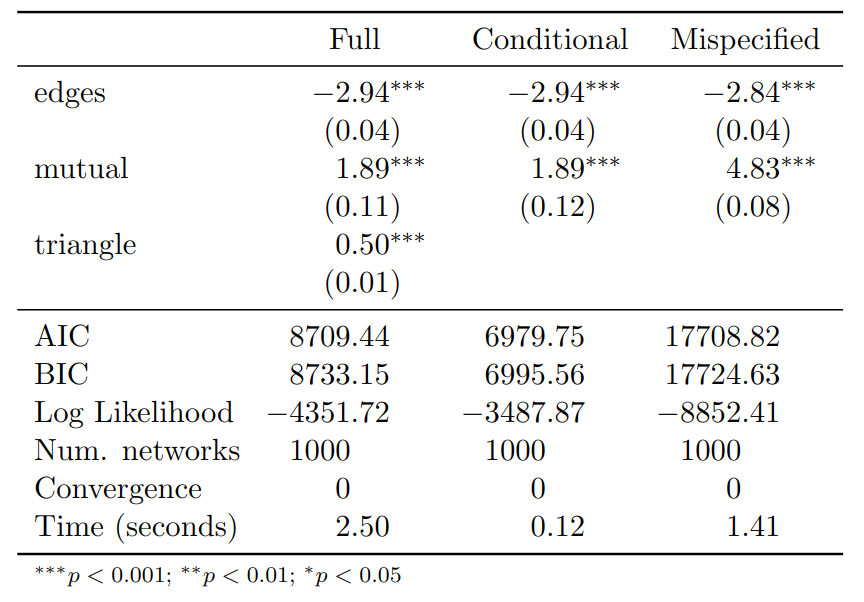 Full Conditional Mispecified
edges −2.94*** −2.94*** −2.84***
(0.04) (0.04) (0.04)
mutual 1.89*** 1.89*** 4.83***
(0.11) (0.12) (0.08)
triangle 0.50***
(0.01)
AIC 8709.44 6979.75 17708.82
BIC 8733.15 6995.56 17724.63
Log Likelihood −4351.72 −3487.87 −8852.41
Num. networks 1000 1000 1000
Convergence 0 0 0
Time (seconds) 2.50 0.12 1.41
***p < 0.001; **p < 0.01; *p < 0.05